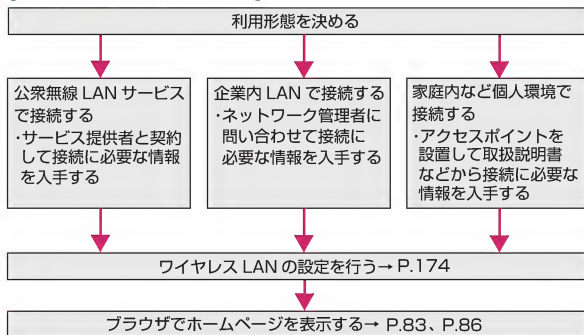 利用形態を決める
公衆無線 LAN サービス
で接続する
・サービス提供者と契約
して接続に必要な情報
を入手する
企業内 LAN で接続する
・ネットワーク管理者に
問い合わせて接続に
必要な情報を入手する
家庭内など個人環境で
接続する
・アクセスポイントを
設置して取扱説明書
などから接続に必要な
情報を入手する
ワイヤレス LAN の設定を行う→ P.174
ブラウザでホームページを表示する→ P.83、P.86